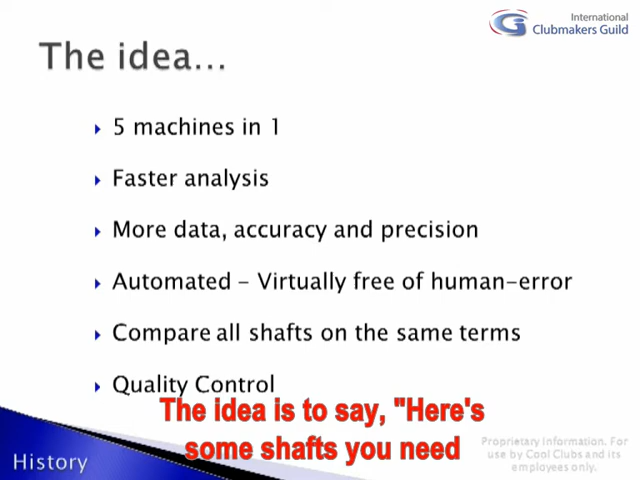 International
Clubmakers Guild
The idea...
5 machines in 1
Faster analysis
More data, accuracy and precision
Automated – Virtually free of human-error
Compare all shafts on the same terms
Quality Control
The idea is to say, "Here's
some shafts you need
History
Proprietary Information. For
use by Cool Clubs and its
employees only.